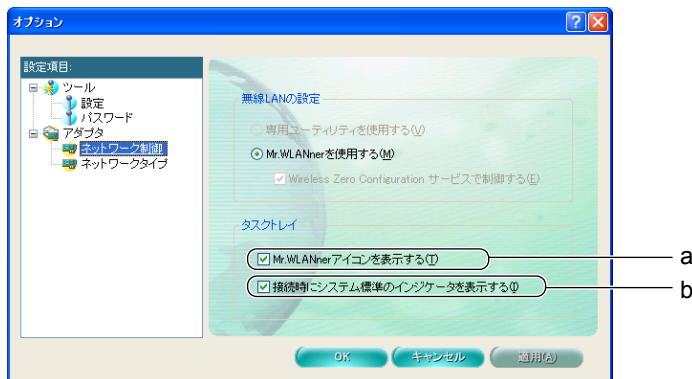 オプション
設定項目:
ツール
設定
パスワード
アダプタ
ネットワーク制御
ネットワークタイプ
無線LANの設定
専用ユーティリティを使用する(V)
Mr.WLANnerを使用する(M)
Wireless Zero Configuration サービスで制御する(E)
タスクトレイ
Mr.WLANnerアイコンを表示する(T)
a
接続時にシステム標準のインジケータを表示する(I)
b
OK
キャンセル
適用(A)